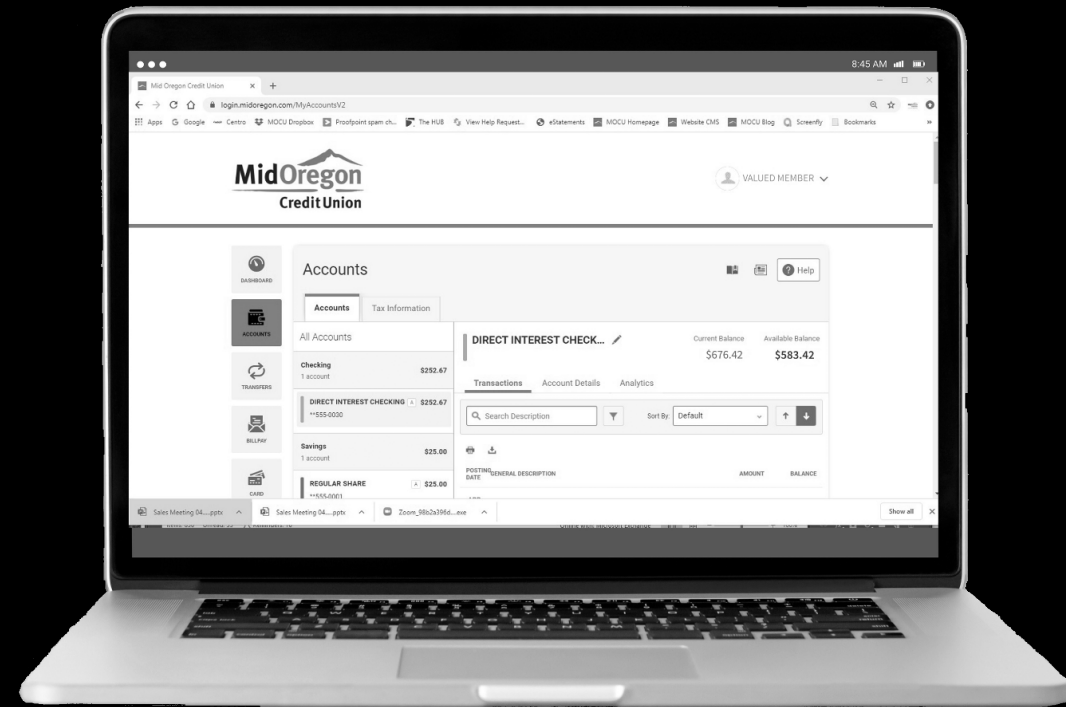 8:45 AM
Mid Oregon Credit Union
login.midoregon.com/MyAccountsV2
Apps Google Centro MOCU Dropbox Proofpoint spam ch... The HUB View Help Request... eStatements MOCU Homepage Website CMS MOCU Blog Screenfly Bookmarks
MidOregon
Credit Union
VALUED MEMBER
DASHBOARD
ACCOUNTS
TRANSFERS
BILLPAY
CARD
Accounts
Help
Accounts Tax Information
All Accounts
Checking
1 account
$252.67
DIRECT INTEREST CHECKING A $252.67
**555-0030
Savings
1 account
$25.00
REGULAR SHARE A $25.00
**555-0001
DIRECT INTEREST CHECK...
Current Balance
$676.42
Available Balance
$583.42
Transactions Account Details Analytics
Search Description
Sort By: Default
POSTING DATE GENERAL DESCRIPTION AMOUNT BALANCE
Sales Meeting 04....pptx
Sales Meeting 04....pptx
Zoom_98b2a396d....exe
Show all